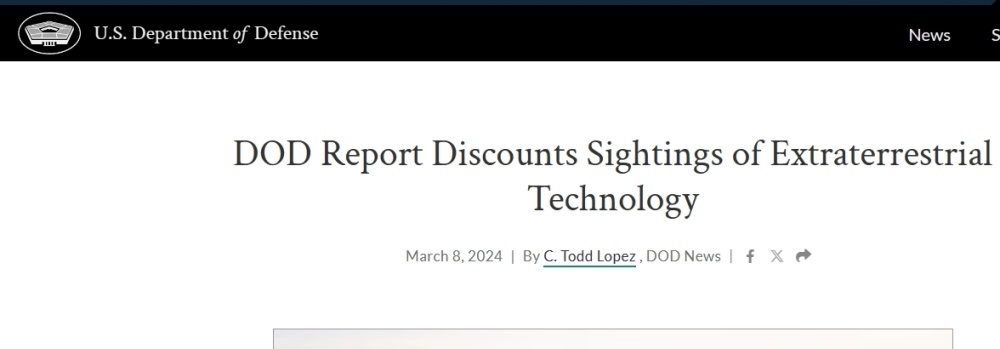 U.S. Department of Defense
News
S
DOD Report Discounts Sightings of Extraterrestrial
Technology
March 8, 2024 | By C. Todd Lopez , DOD News |